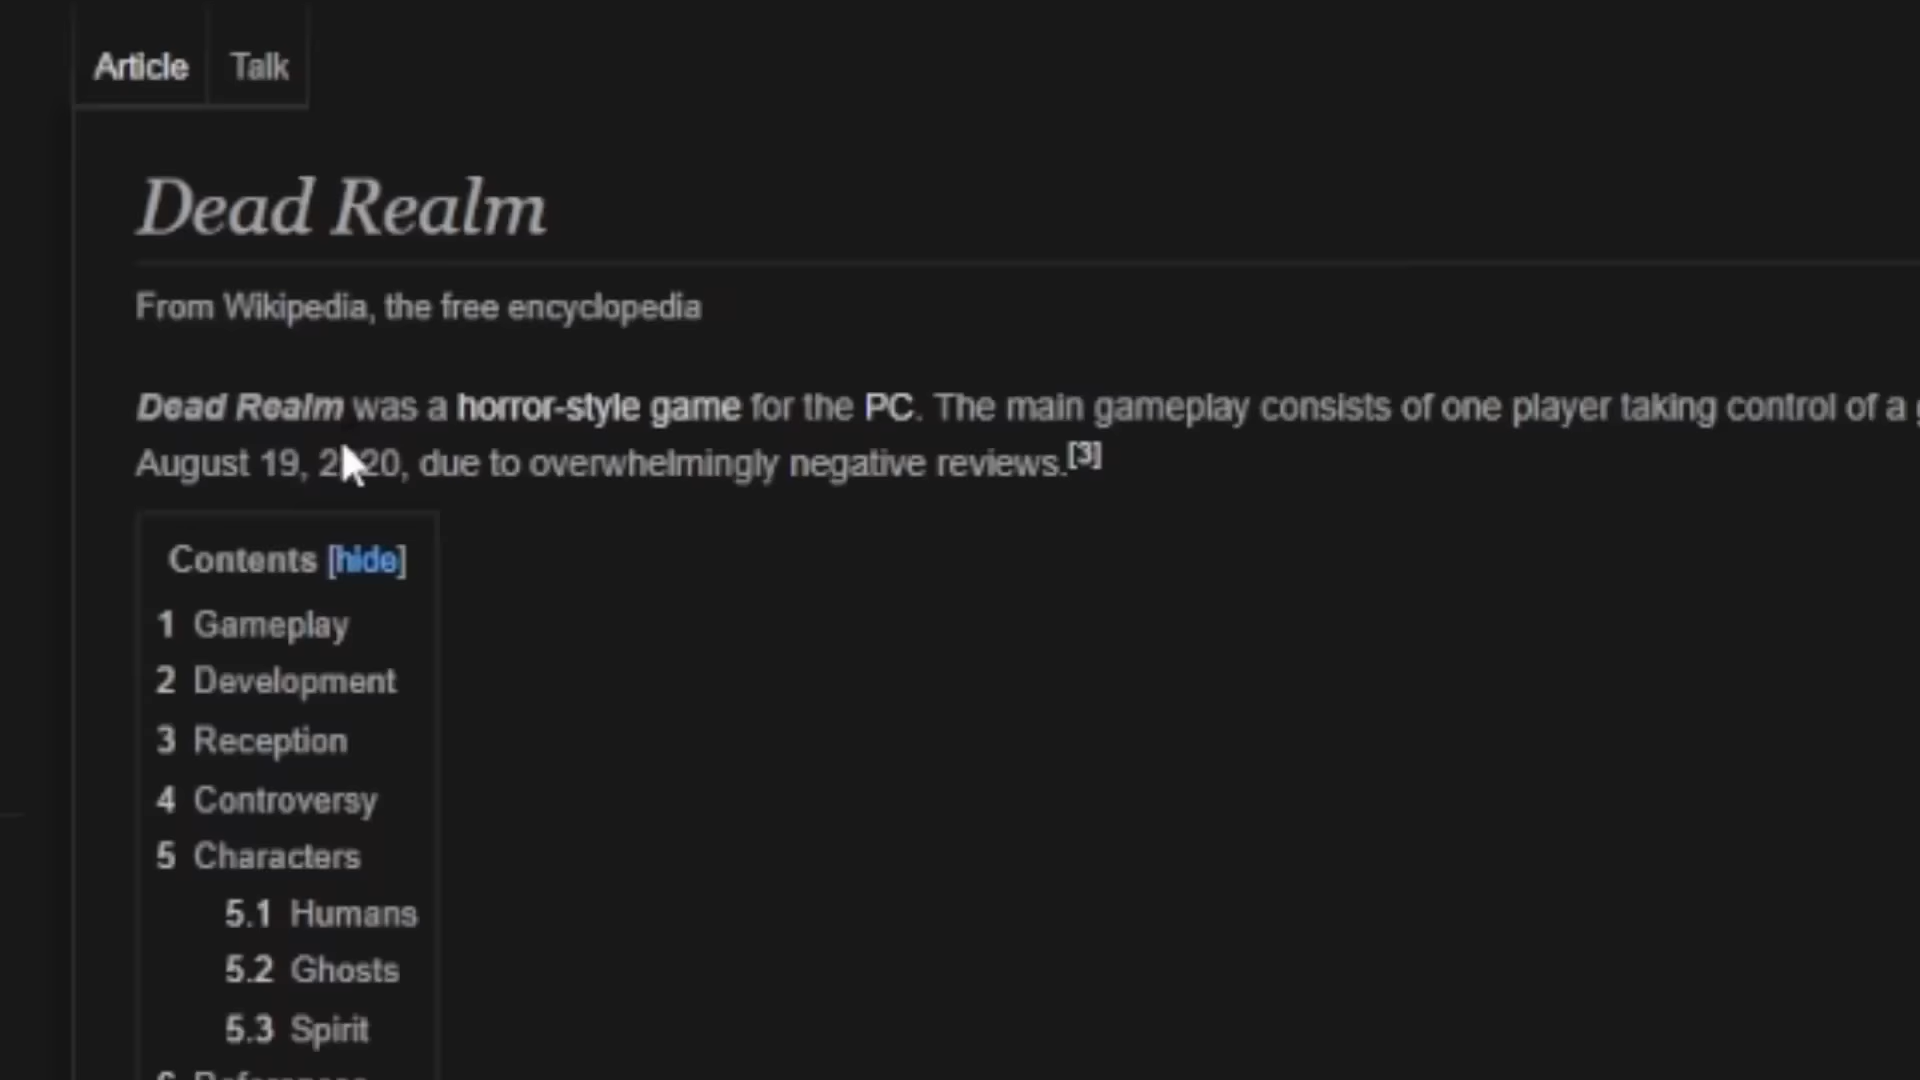 Article Talk
Dead Realm
From Wikipedia, the free encyclopedia
Dead Realm was a horror-style game for the PC. The main gameplay consists of one player taking control of a
August 19, 2020, due to overwhelmingly negative reviews.[3]
Contents [hide]
1 Gameplay
2 Development
3 Reception
4 Controversy
5 Characters
5.1 Humans
5.2 Ghosts
5.3 Spirit